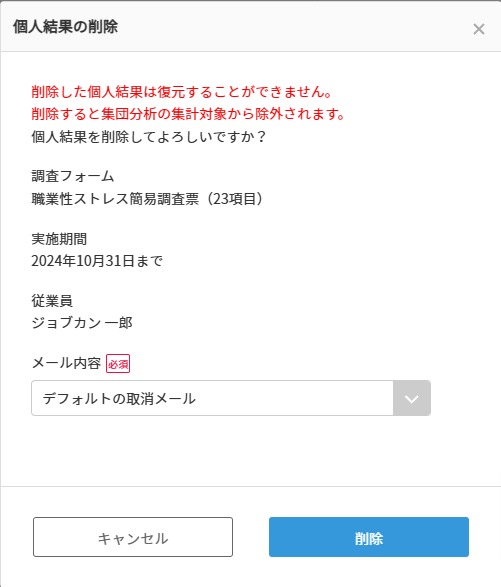 個人結果の削除
削除した個人結果は復元することができません。
削除すると集団分析の集計対象から除外されます。
個人結果を削除してよろしいですか？
調査フォーム
職業性ストレス簡易調査票（23項目）
実施期間
2024年10月31日まで
従業員
ジョブカン 一郎
メール内容 必須
デフォルトの取消メール
キャンセル
削除